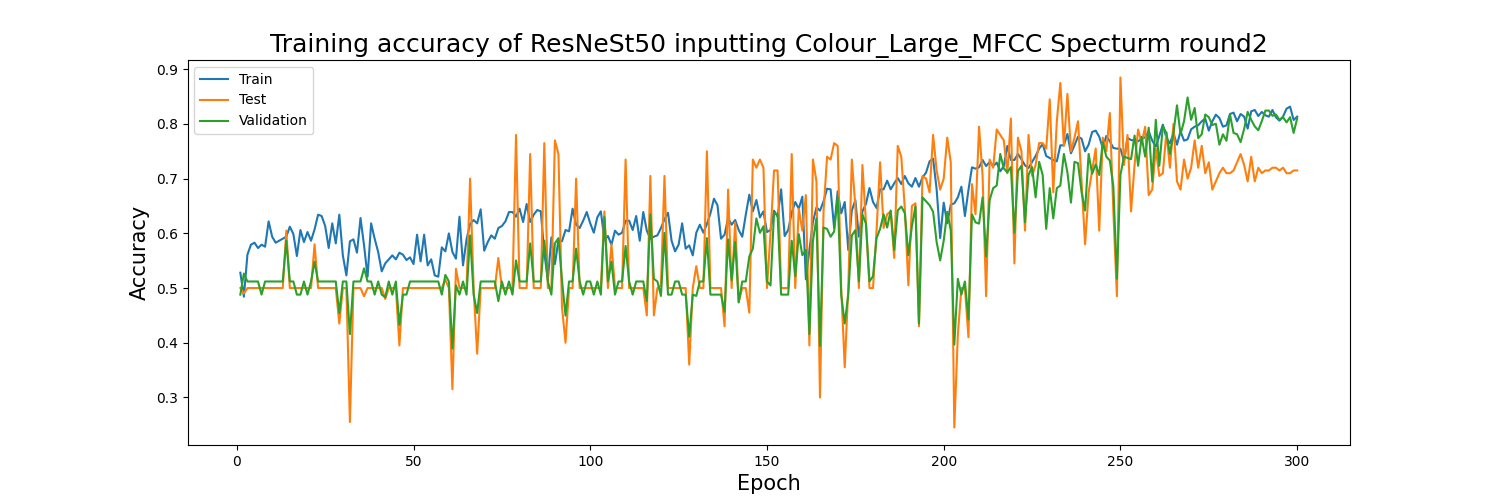 Training accuracy of ResNeSt50 inputting Colour_Large_MFCC Specturm round2
Train
Test
Validation
Accuracy
0.9
0.8
0.7
0.6
0.5
0.4
0.3
0 50 100 150 200 250 300
Epoch